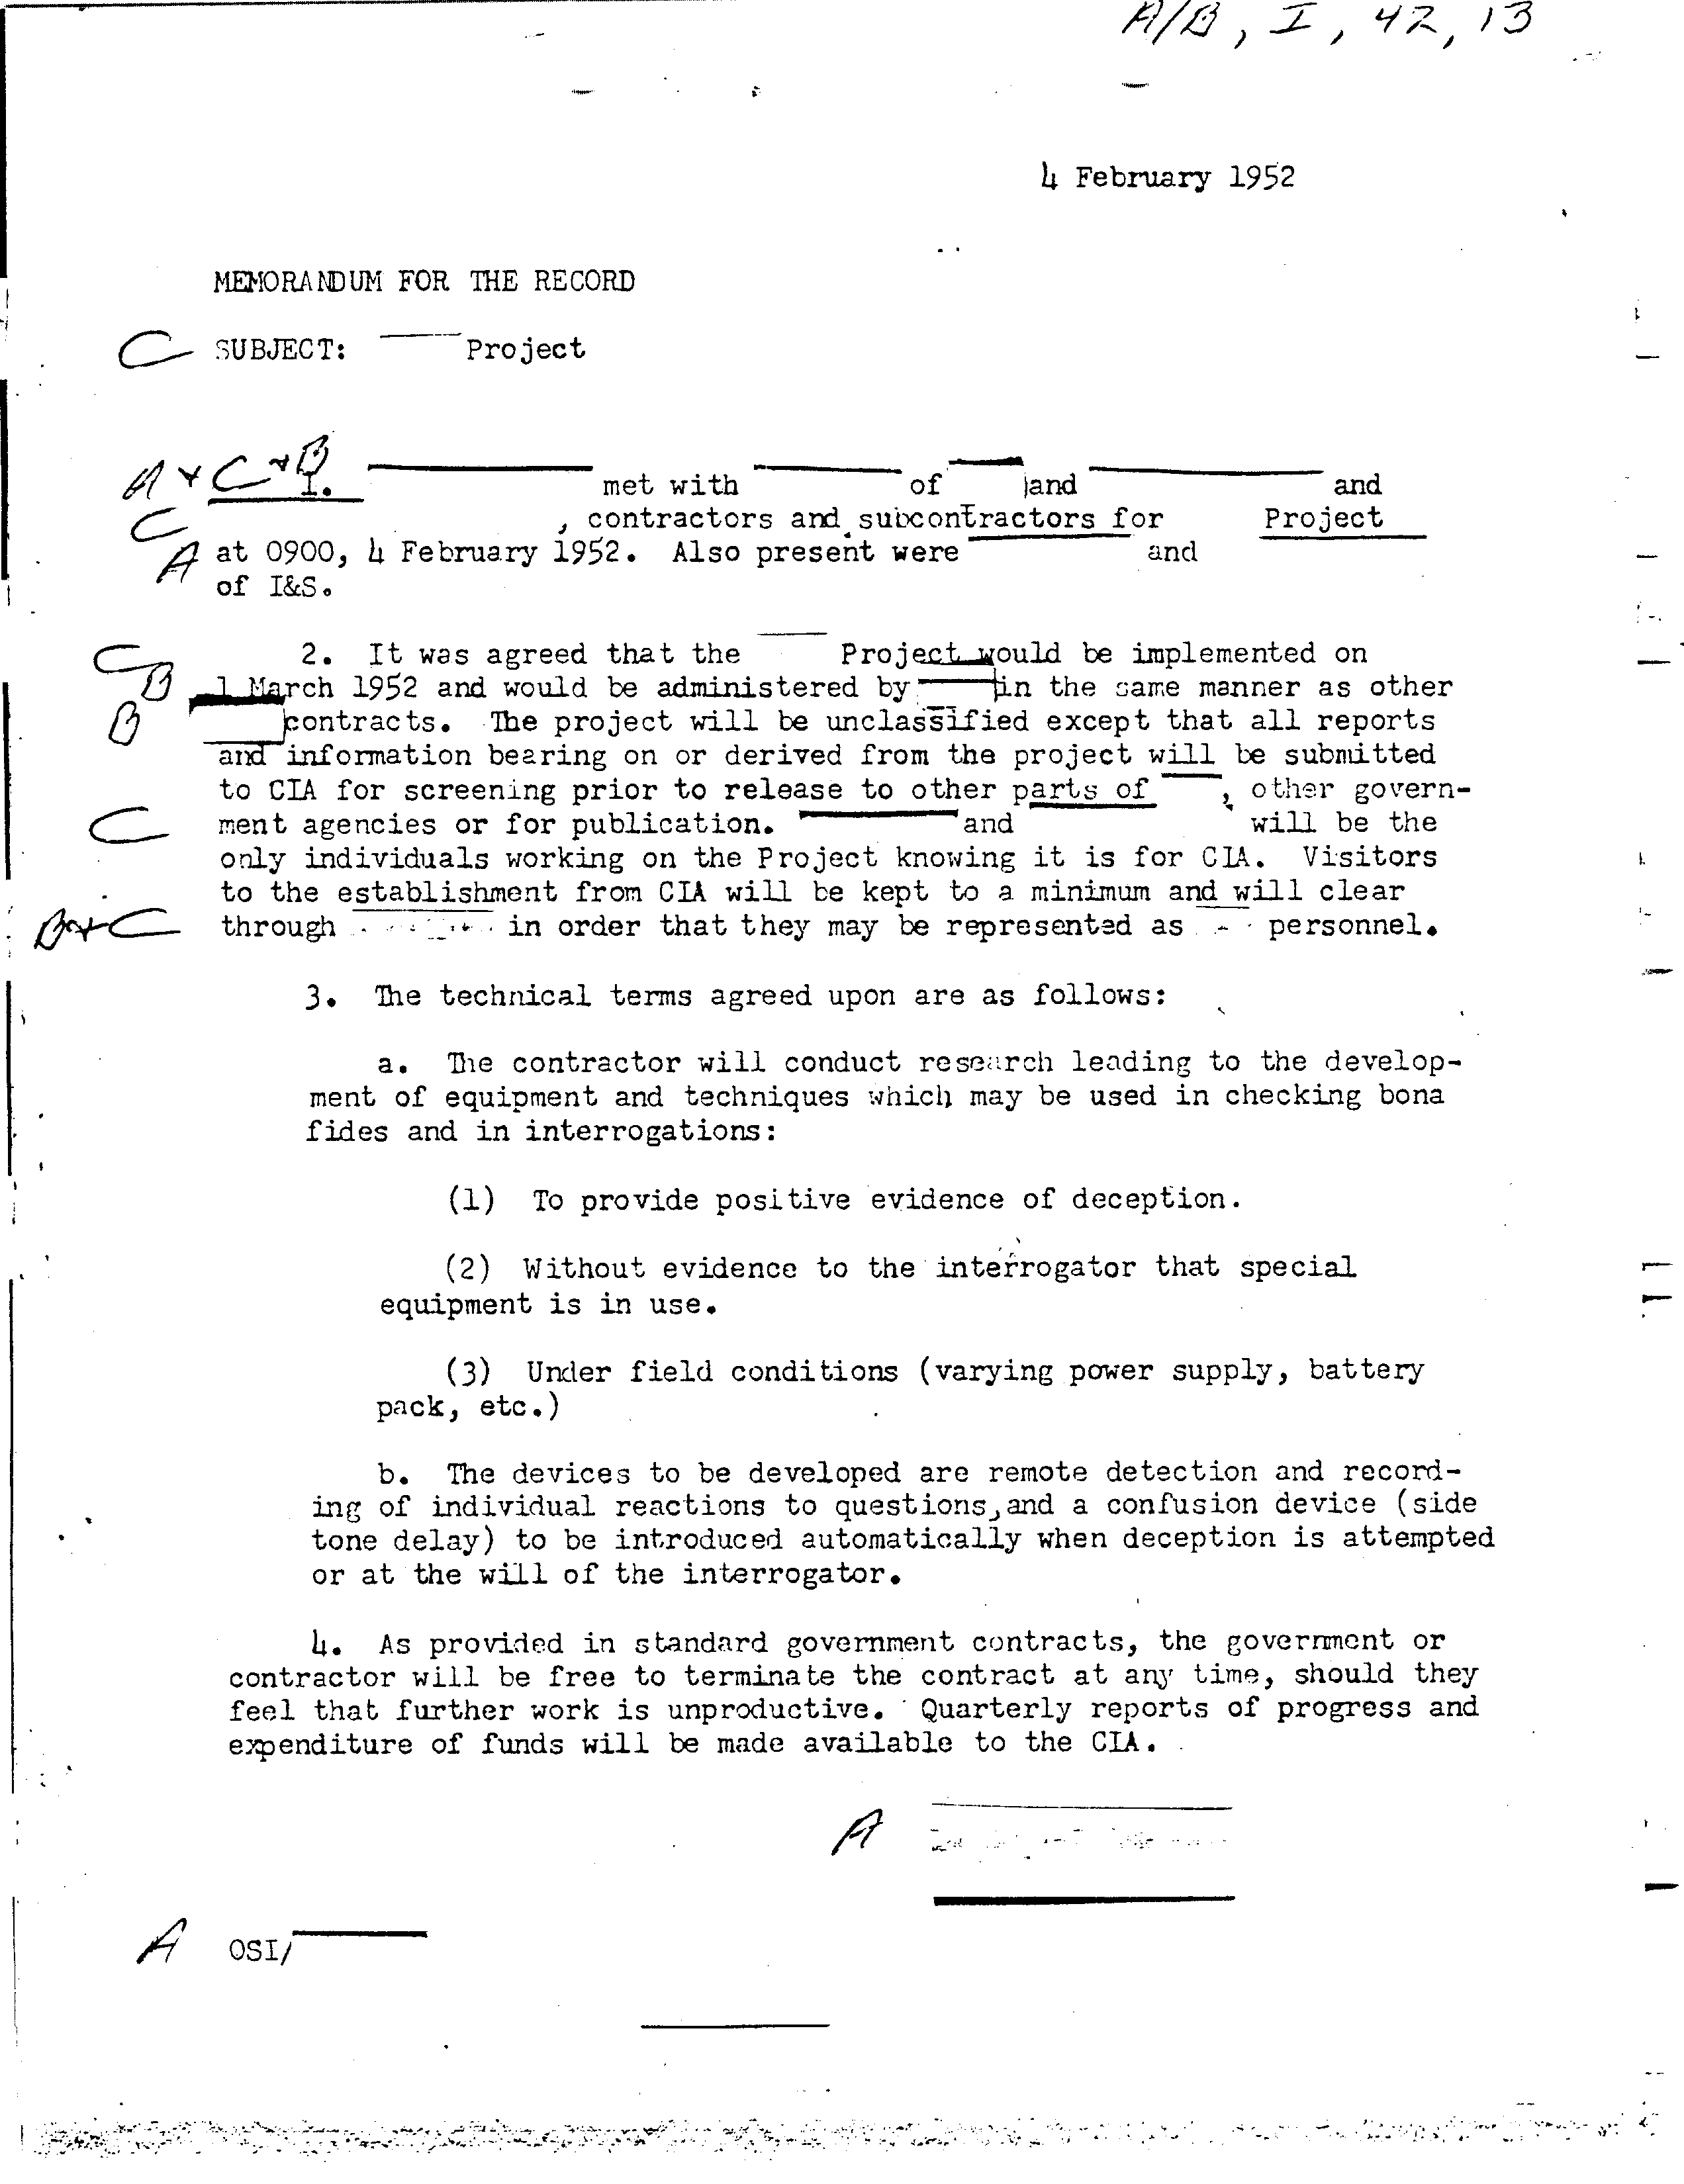 A/B, I, 42, 13
4 February 1952
MEMORANDUM FOR THE RECORD
C SUBJECT: Project
A + C + B
1. met with of and and
C , contractors and subcontractors for Project
A at 0900, 4 February 1952. Also present were and
of I&S.
C 2. It was agreed that the Project would be implemented on
B 1 March 1952 and would be administered by in the same manner as other
B contracts. The project will be unclassified except that all reports
and information bearing on or derived from the project will be submitted
to CIA for screening prior to release to other parts of , other govern-
C ment agencies or for publication. and will be the
only individuals working on the Project knowing it is for CIA. Visitors
to the establishment from CIA will be kept to a minimum and will clear
B+C through in order that they may be represented as personnel.
3. The technical terms agreed upon are as follows:
a. The contractor will conduct research leading to the develop-
ment of equipment and techniques which may be used in checking bona
fides and in interrogations:
(1) To provide positive evidence of deception.
(2) Without evidence to the interrogator that special
equipment is in use.
(3) Under field conditions (varying power supply, battery
pack, etc.)
b. The devices to be developed are remote detection and record-
ing of individual reactions to questions, and a confusion device (side
tone delay) to be introduced automatically when deception is attempted
or at the will of the interrogator.
4. As provided in standard government contracts, the government or
contractor will be free to terminate the contract at any time, should they
feel that further work is unproductive. Quarterly reports of progress and
expenditure of funds will be made available to the CIA.
A
A OSI/